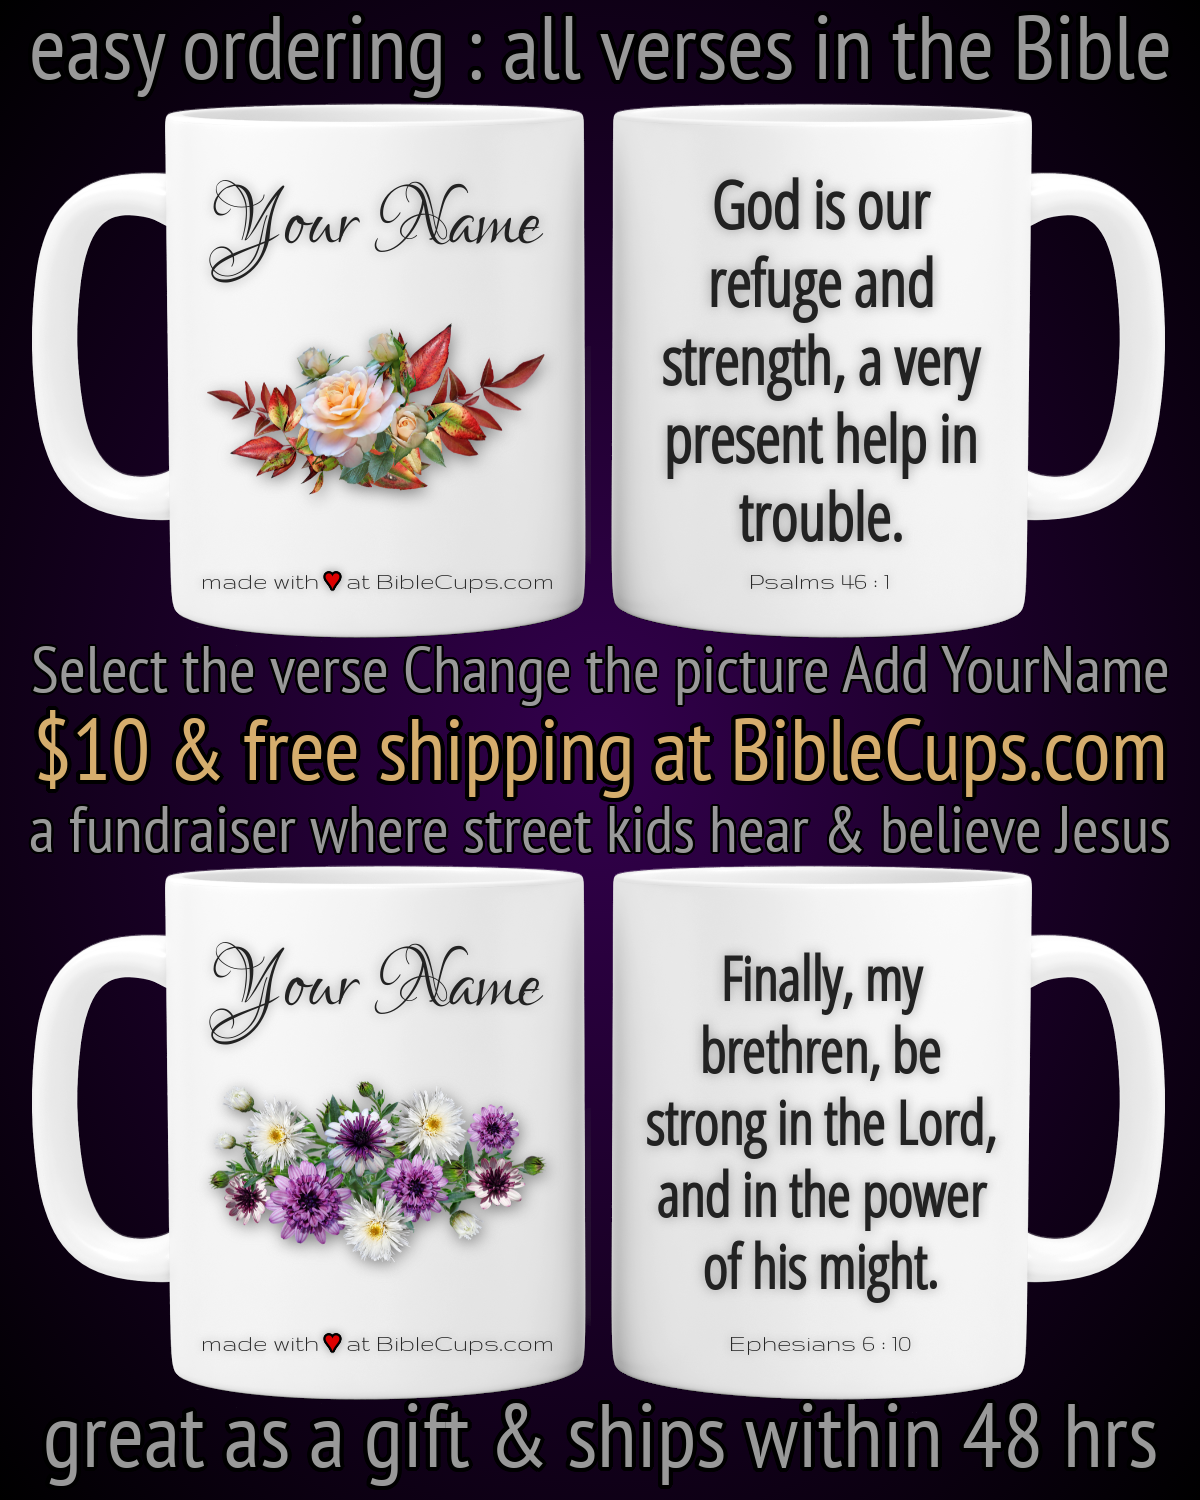 easy ordering : all verses in the Bible
Your Name
made with ♥ at BibleCups.com
God is our
refuge and
strength, a very
present help in
trouble.
Psalms 46 : 1
Select the verse Change the picture Add YourName
$10 & free shipping at BibleCups.com
a fundraiser where street kids hear & believe Jesus
Your Name
made with ♥ at BibleCups.com
Finally, my
brethren, be
strong in the Lord,
and in the power
of his might.
Ephesians 6 : 10
great as a gift & ships within 48 hrs